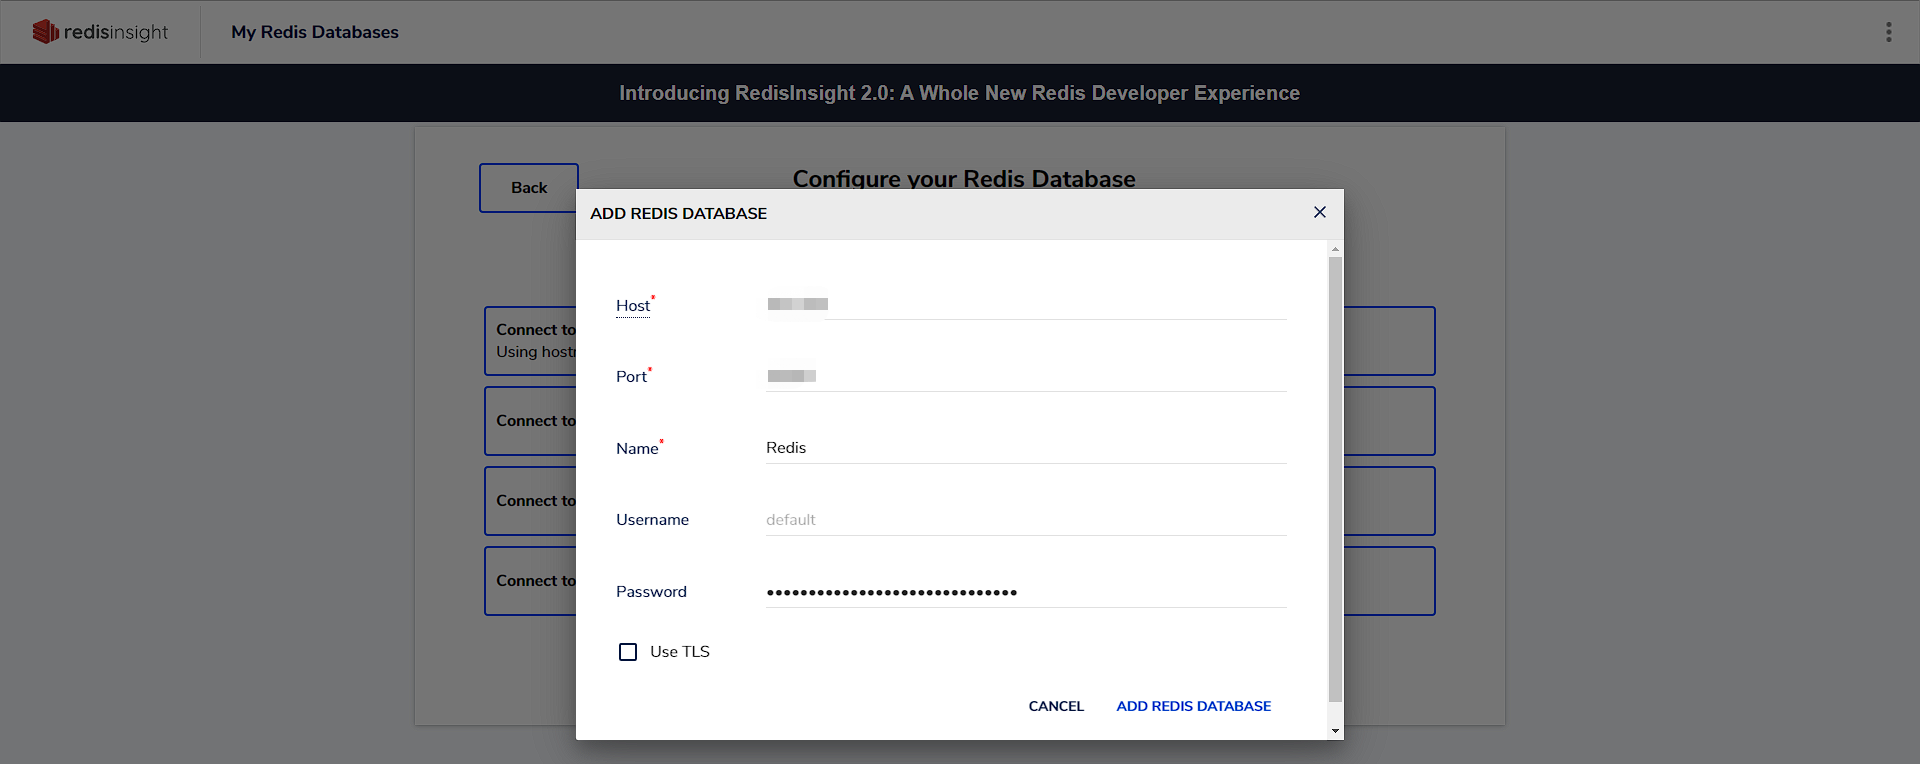 redisinsight
My Redis Databases
Introducing RedisInsight 2.0: A Whole New Redis Developer Experience
Back
Configure your Redis Database
ADD REDIS DATABASE
Host*
Port*
Name*
Redis
Username
default
Password
••••••••••••••••••••••••••••••
Use TLS
CANCEL
ADD REDIS DATABASE
Connect to
Using host
Connect to
Connect to
Connect to